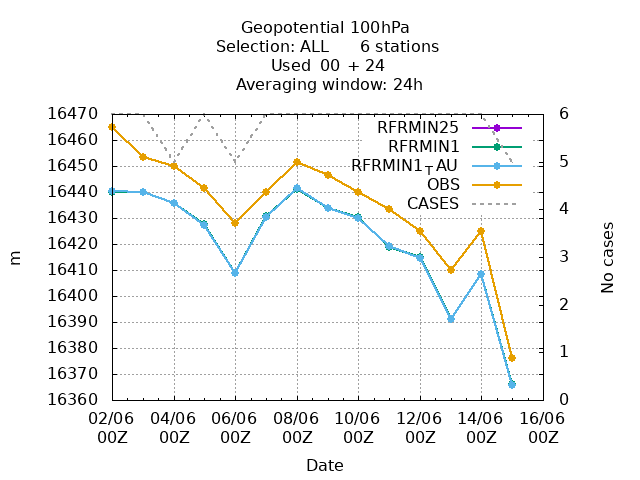 Geopotential 100hPa
Selection: ALL 6 stations
Used 00 + 24
Averaging window: 24h
16470
16460
16450
16440
16430
16420
16410
16400
16390
16380
16370
16360
m
6
5
4
3
2
1
0
No cases
RFRMIN25
RFRMIN1
RFRMIN1_TAU
OBS
CASES
02/06 04/06 06/06 08/06 10/06 12/06 14/06 16/06
00Z 00Z 00Z 00Z 00Z 00Z 00Z 00Z
Date